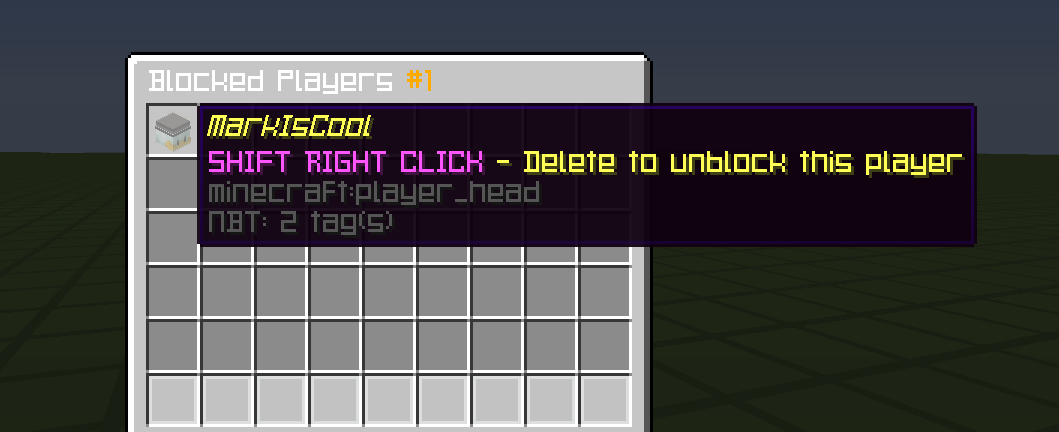 Blocked Players #1
MarkIsCool
SHIFT RIGHT CLICK - Delete to unblock this player
minecraft:player_head
NBT: 2 tag(s)